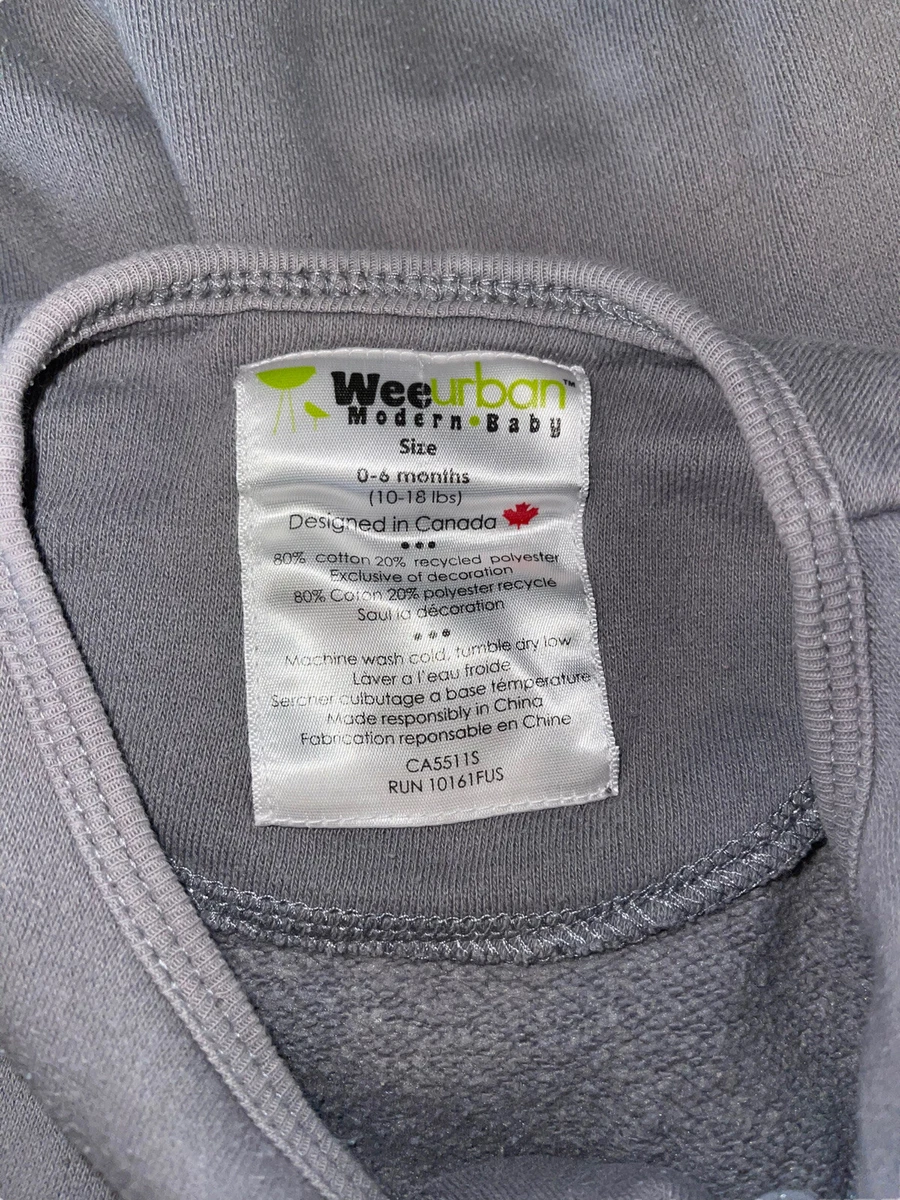 Weeurban™
Modern•Baby
Size
0-6 months
(10-18 lbs)
Designed in Canada
80% cotton 20% recycled polyester
Exclusive of decoration
80% Coton 20% polyester recycle
Sauf la décoration
Machine wash cold, tumble dry low
Laver a l'eau froide
Sercher culbutage a base température
Made responsibly in China
Fabrication reponsable en Chine
CA5511S
RUN 10161FUS